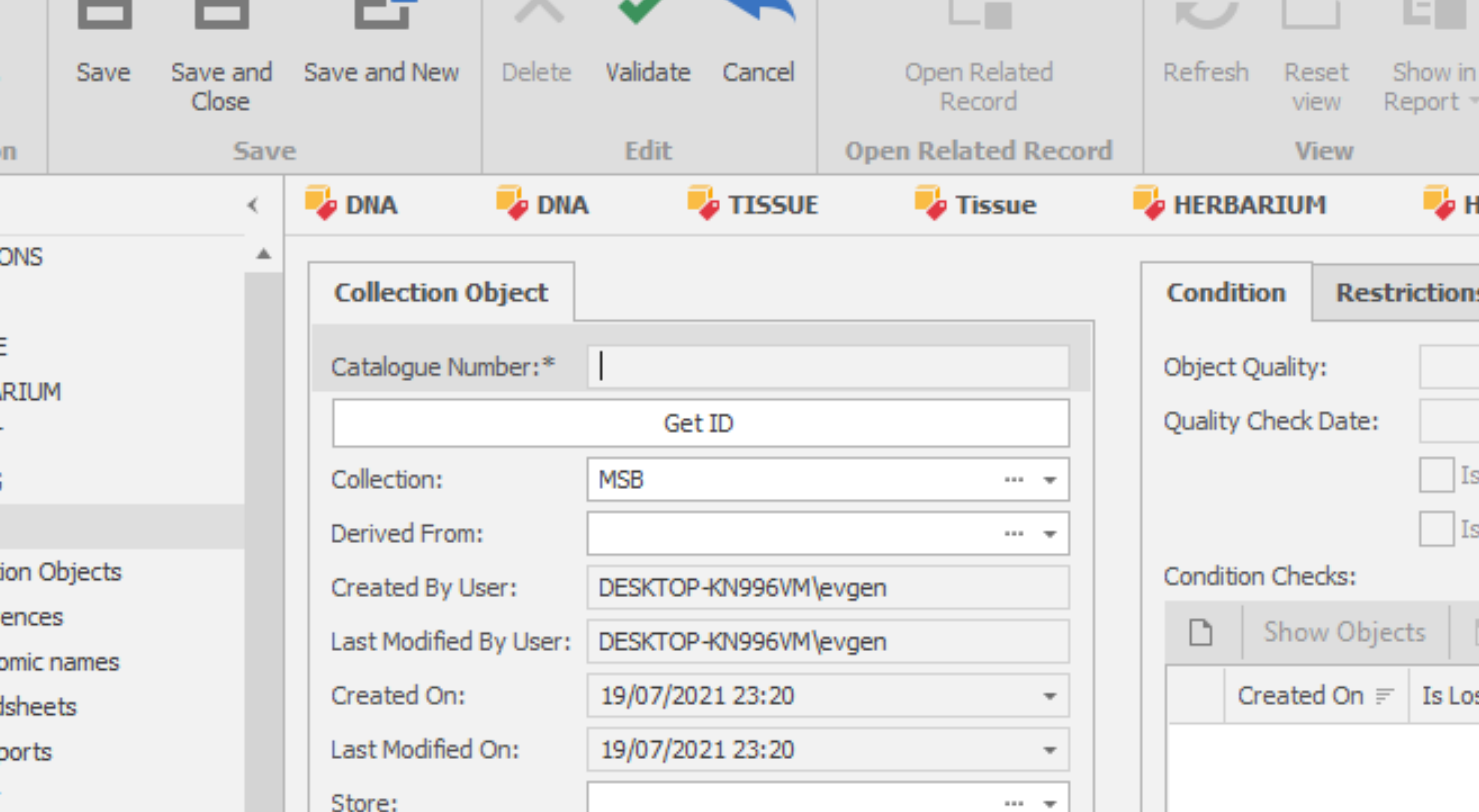 Save
Save and
Close
Save and New
Delete
Validate
Cancel
Open Related
Record
Refresh
Reset
view
Show in
Report
Save
Edit
Open Related Record
View
DNA
DNA
TISSUE
Tissue
HERBARIUM
Collection Object
Catalogue Number:*
Get ID
Collection:
MSB
Derived From:
Created By User:
DESKTOP-KN996VM\evgen
Last Modified By User:
DESKTOP-KN996VM\evgen
Created On:
19/07/2021 23:20
Last Modified On:
19/07/2021 23:20
Store:
Condition
Restrictions
Object Quality:
Quality Check Date:
Is
Is
Condition Checks:
Show Objects
Created On
Is Los
ONS
ARIUM
ion Objects
ences
omic names
dsheets
ports